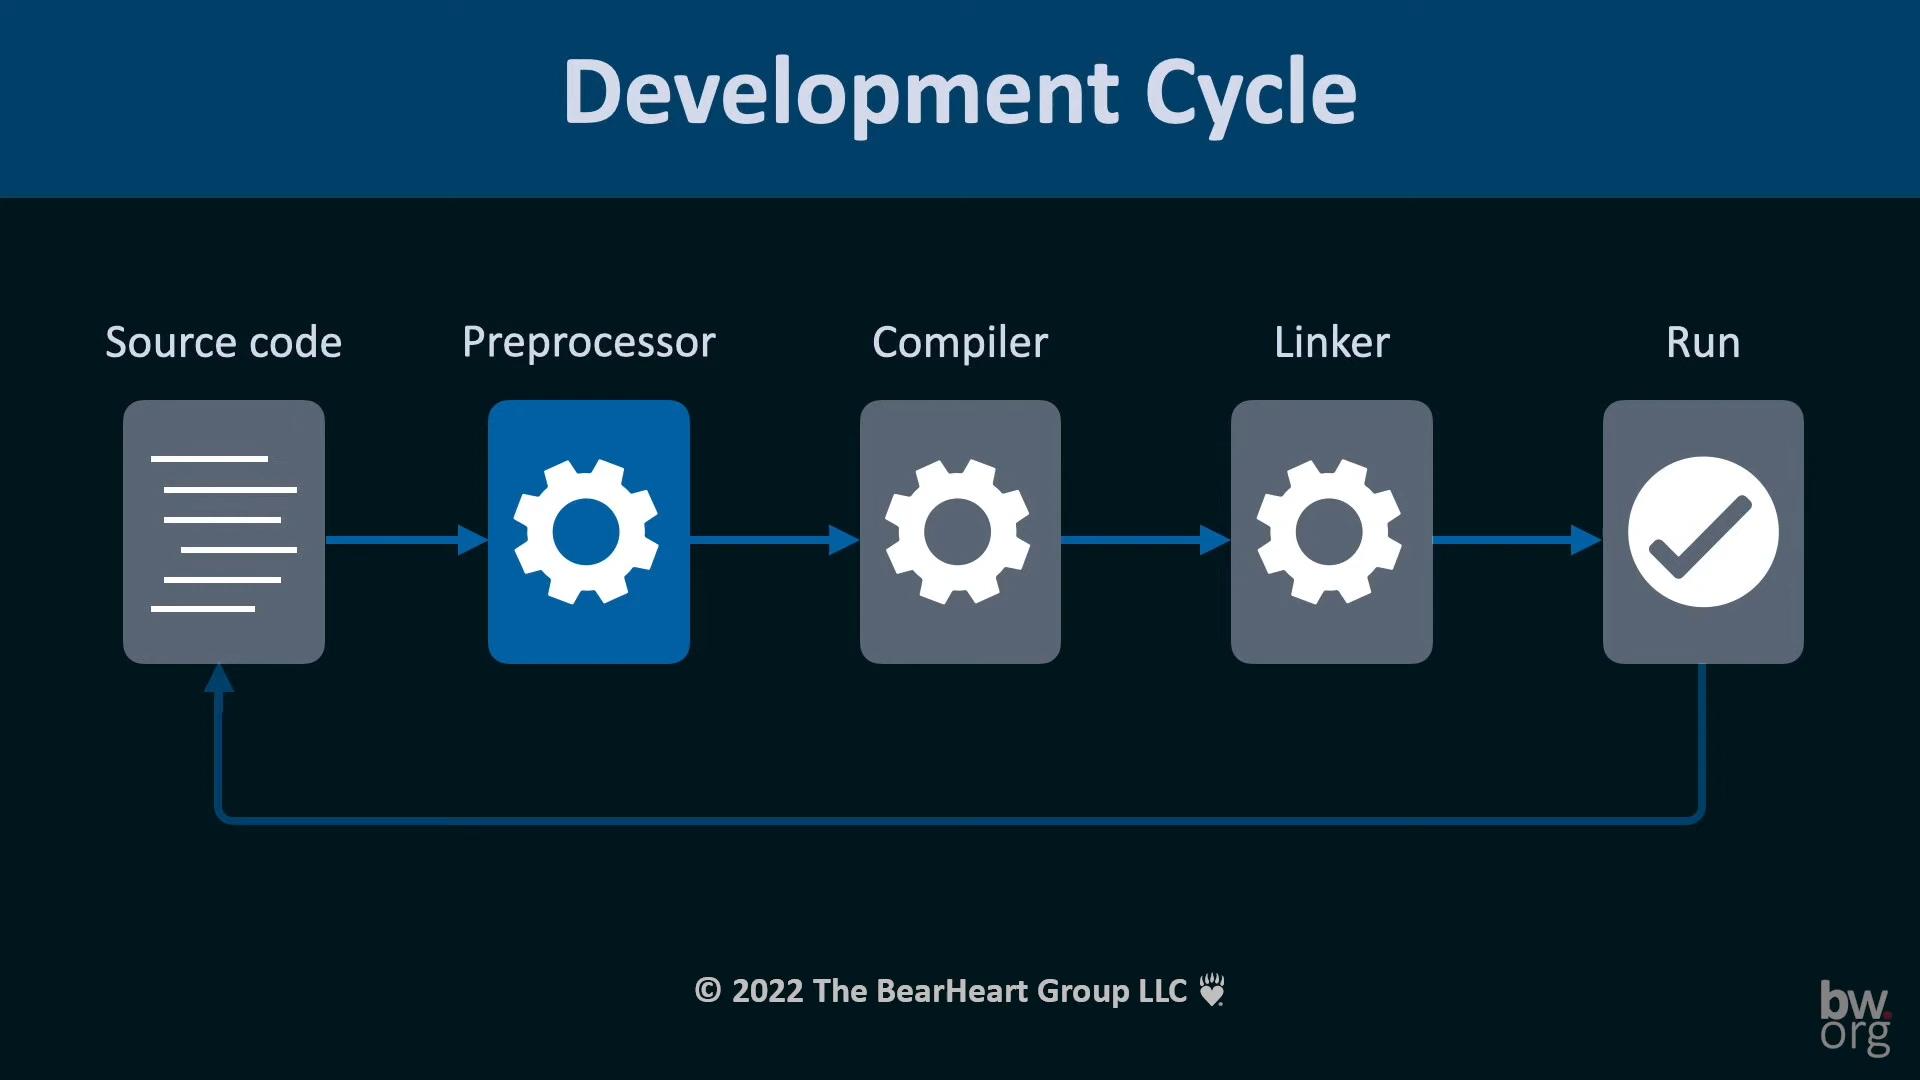 Development Cycle
Source code
Preprocessor
Compiler
Linker
Run
© 2022 The BearHeart Group LLC
bw.
org